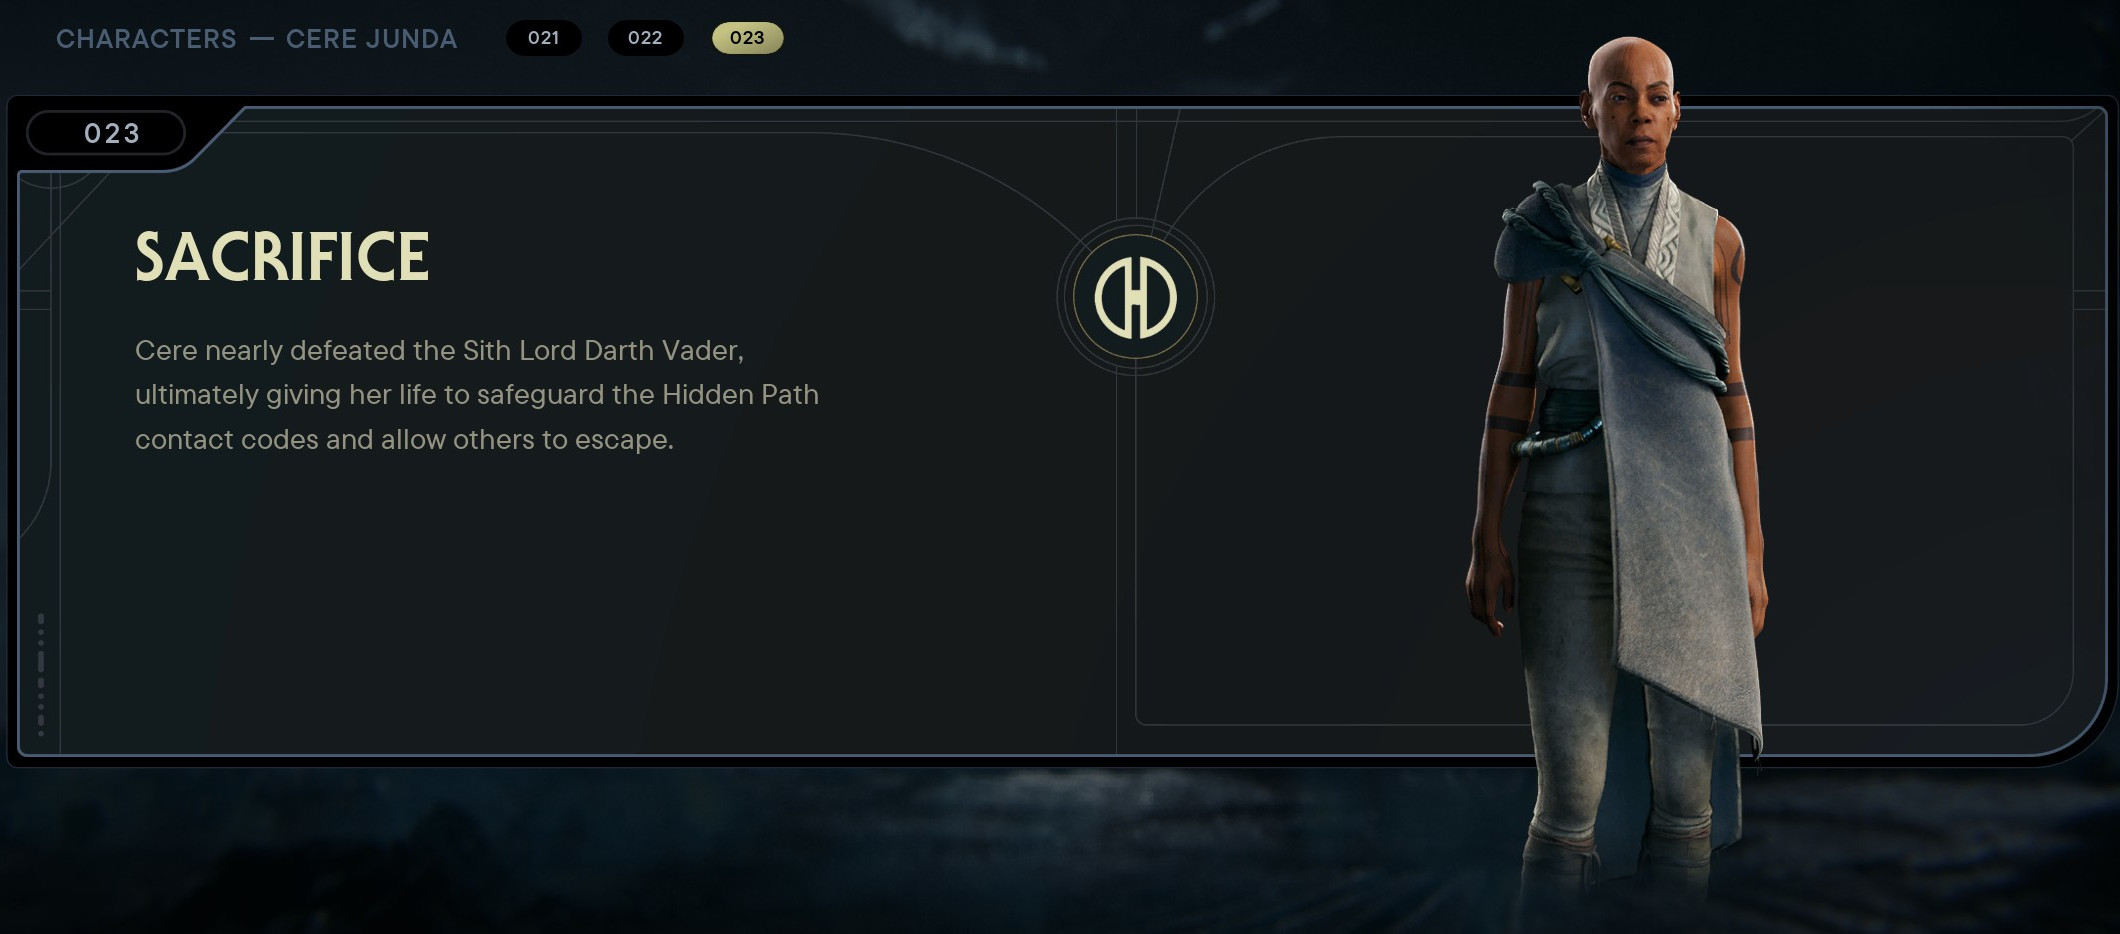 CHARACTERS — CERE JUNDA 021 022 023
023
SACRIFICE
Cere nearly defeated the Sith Lord Darth Vader,
ultimately giving her life to safeguard the Hidden Path
contact codes and allow others to escape.